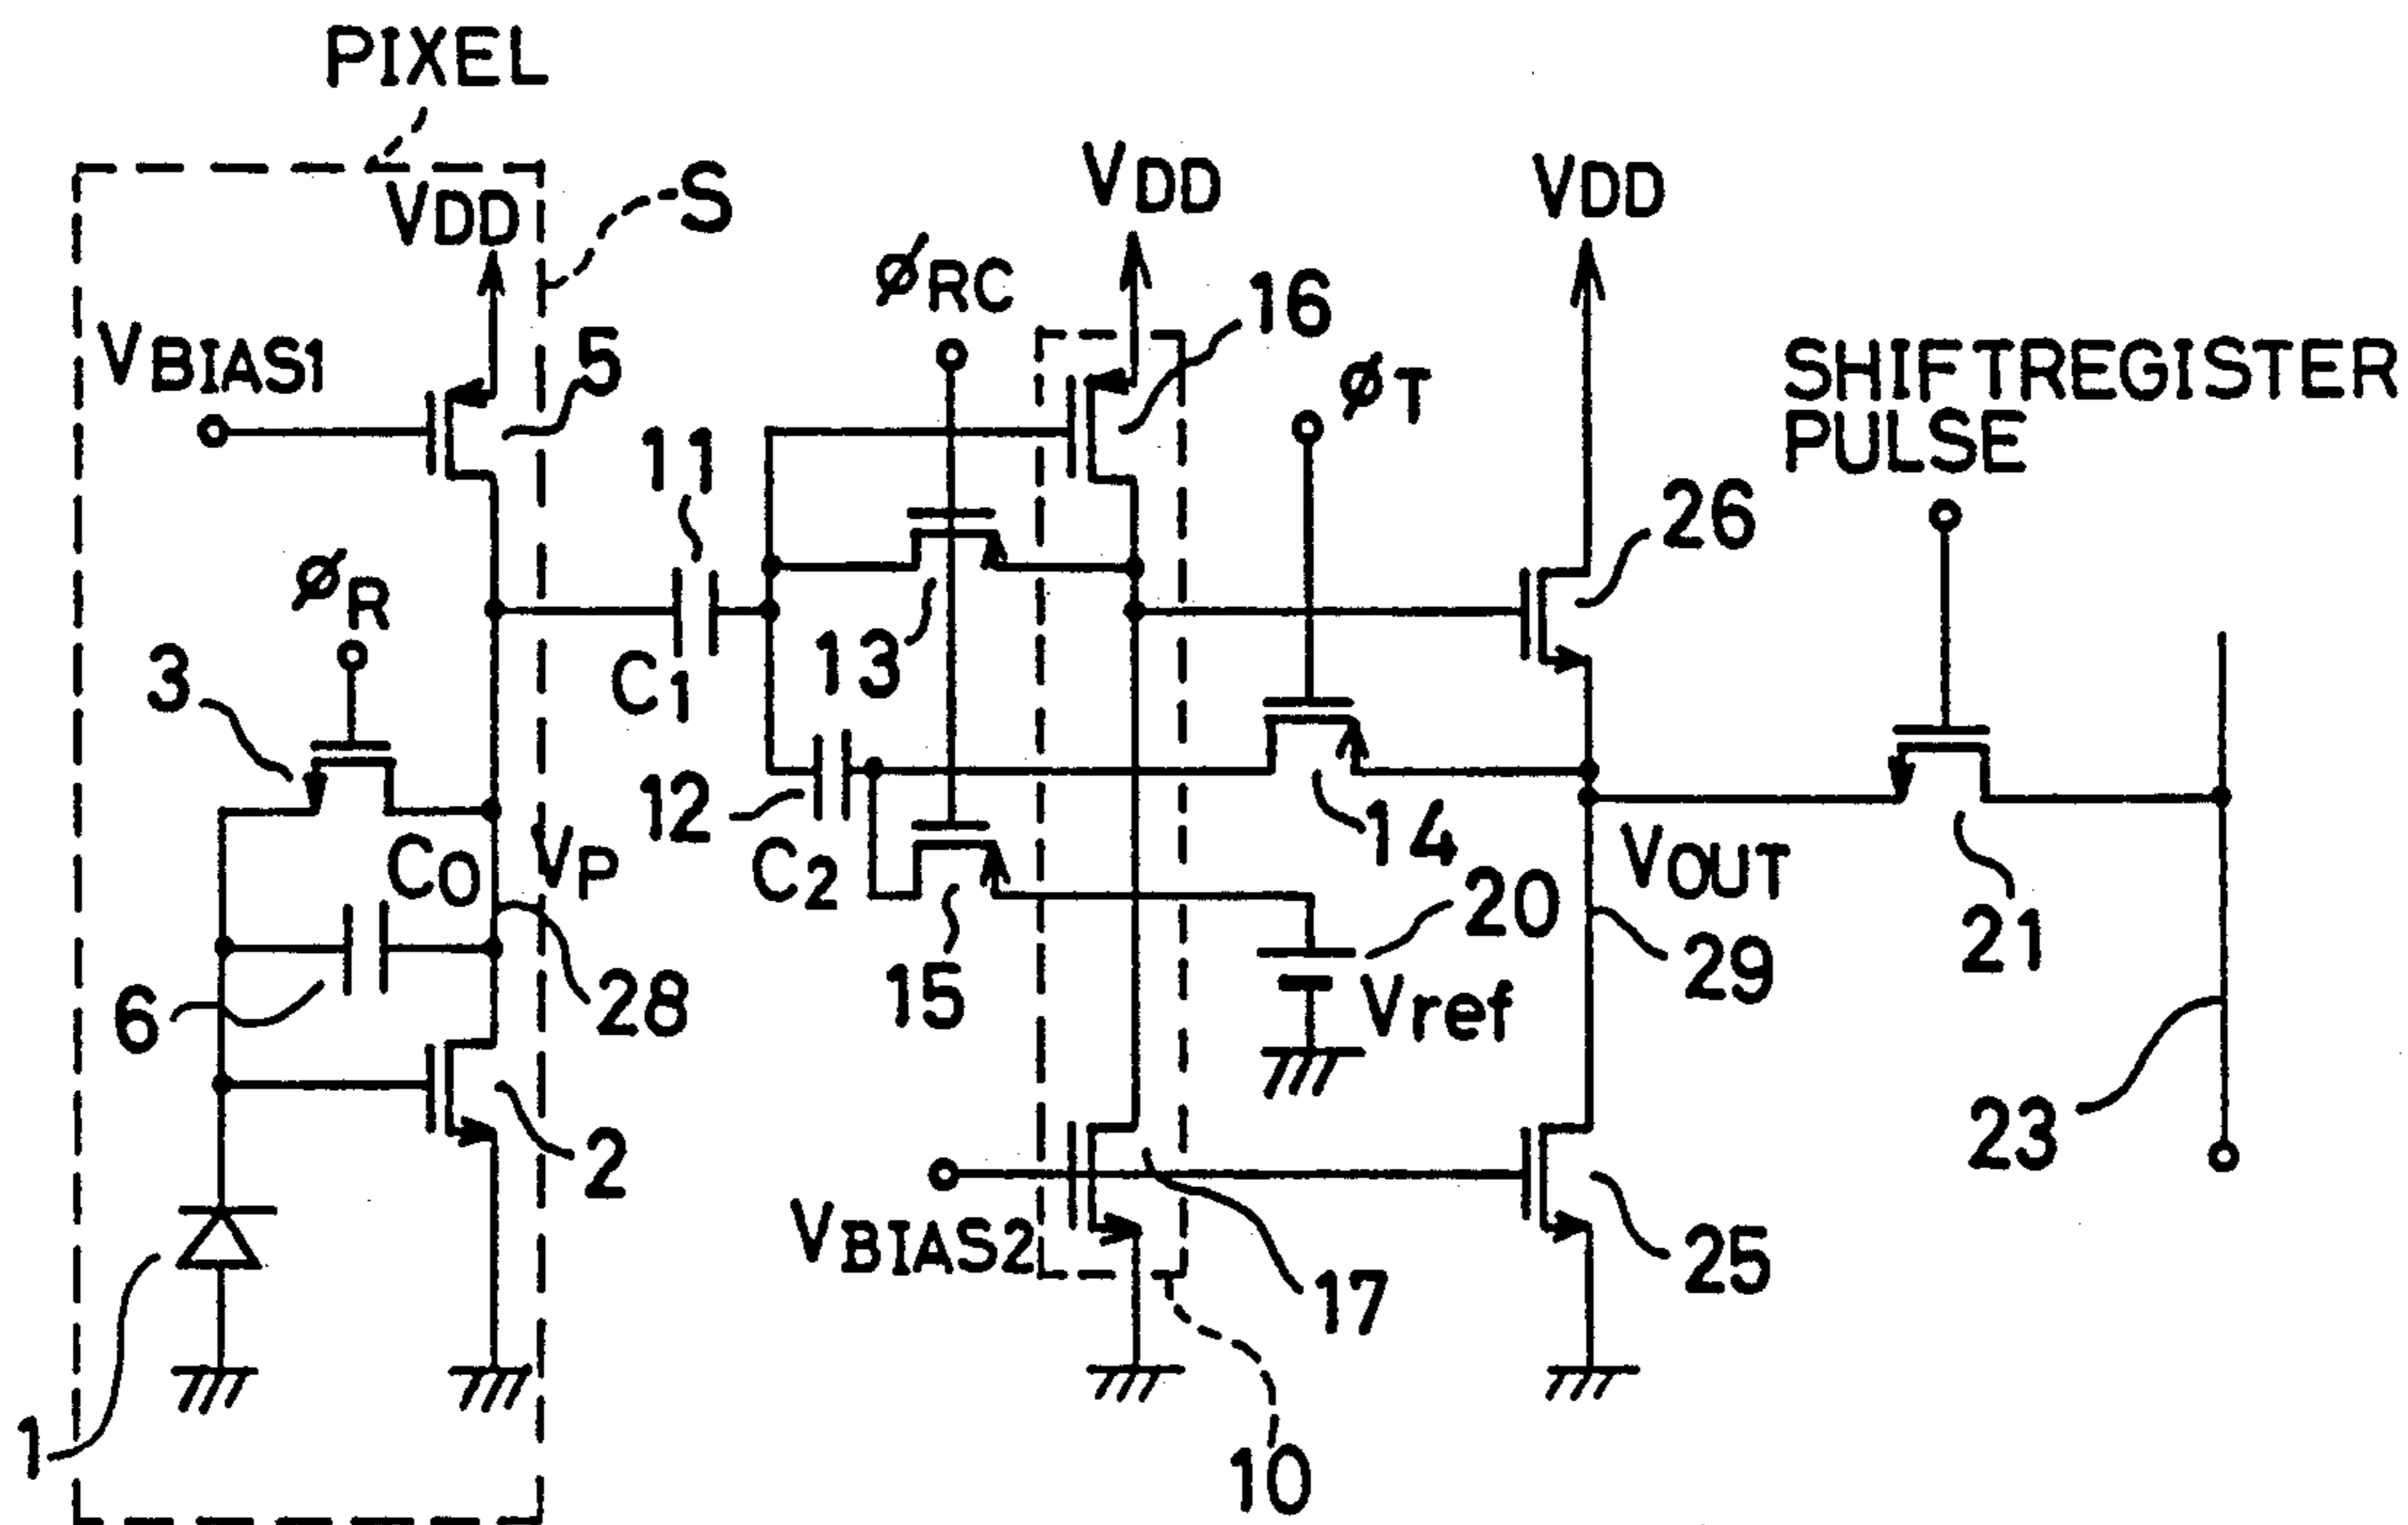 PIXEL
VDD
S
VDD
VDD
øRC
16
VBIAS1
5
øT
SHIFTREGISTER
PULSE
11
26
øR
3
13
C1
12
C2
14
C0
VP
VOUT
20
21
15
Vref
29
6
28
23
2
VBIAS2
17
25
1
10